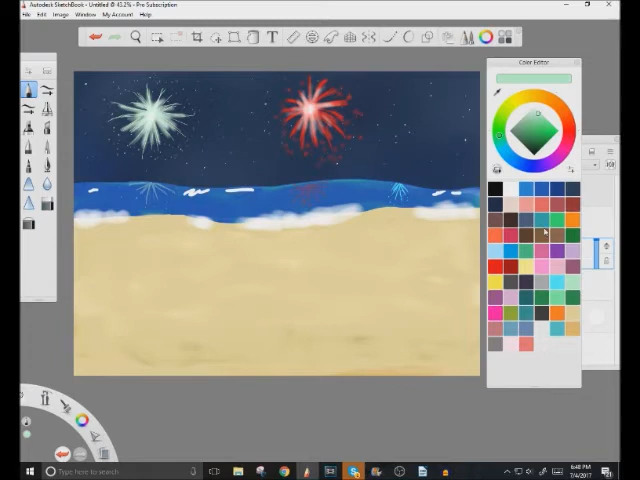 Autodesk SketchBook - Untitled @ 43.2% - Pre Subscription
File Edit Image Window My Account Help
Color Editor
Type here to search
6:48 PM
7/4/2017